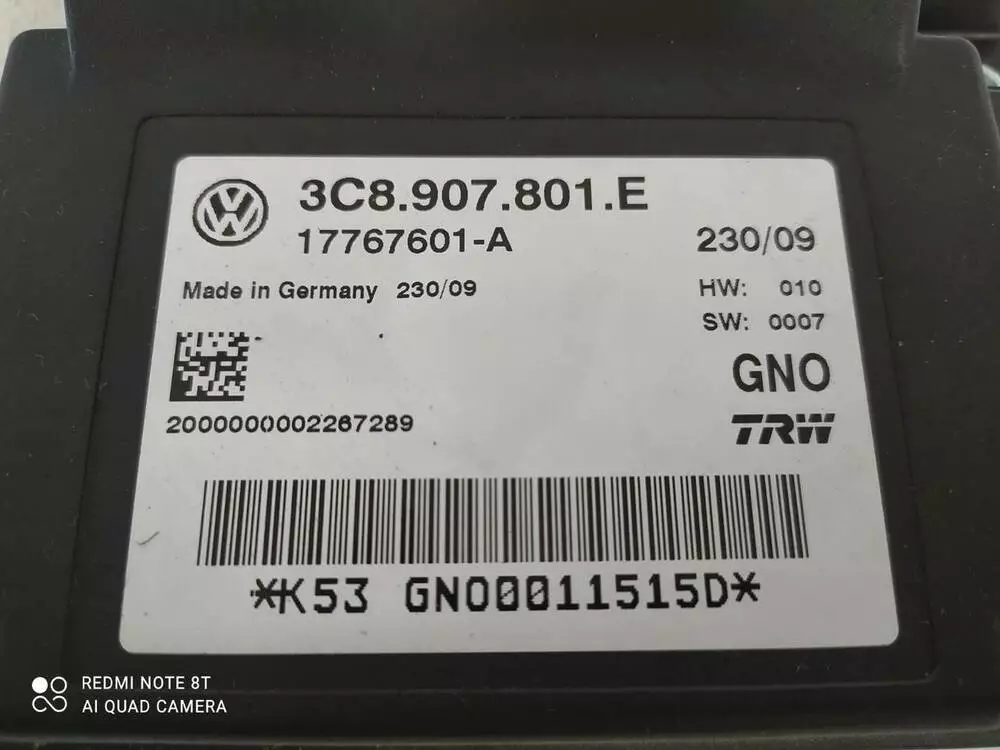 3C8.907.801.E
17767601-A 230/09
Made in Germany 230/09 HW: 010
SW: 0007
GNO
2000000002267289 TRW
*K53 GNO0011515D*
REDMI NOTE 8T
AI QUAD CAMERA